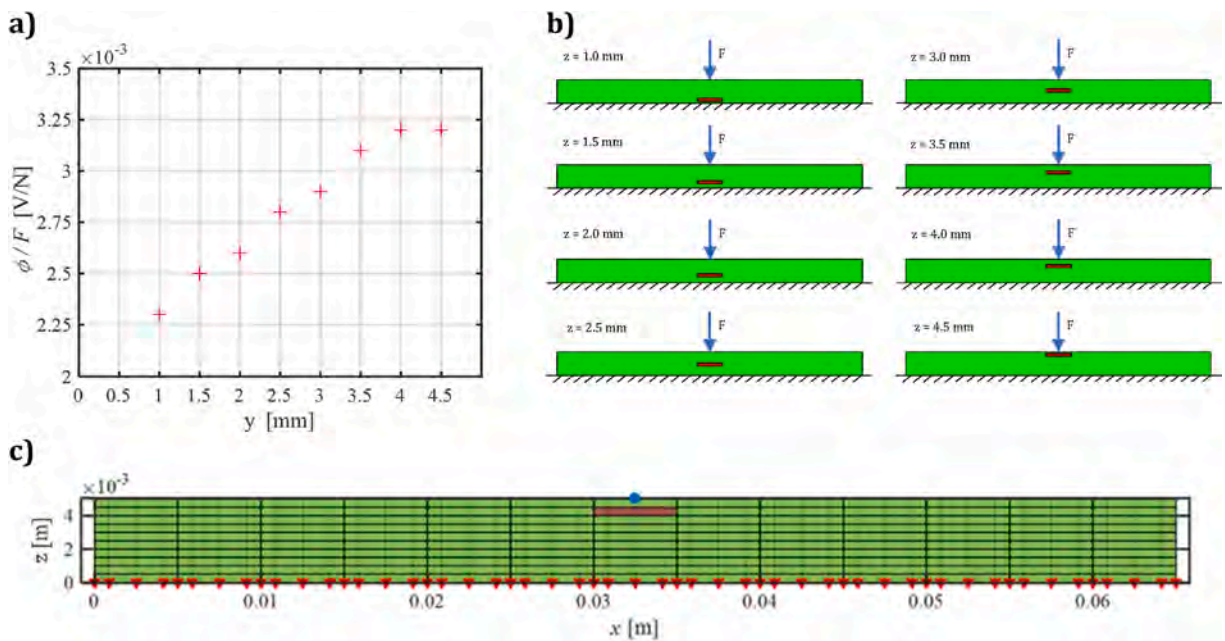 a)
×10⁻³
3.5
3.25
3
2.75
2.5
2.25
2
ϕ / F [V/N]
0 0.5 1 1.5 2 2.5 3 3.5 4 4.5
y [mm]
b)
z = 1.0 mm
F
z = 3.0 mm
F
z = 1.5 mm
F
z = 3.5 mm
F
z = 2.0 mm
F
z = 4.0 mm
F
z = 2.5 mm
F
z = 4.5 mm
F
c)
×10⁻³
4
2
0
z [m]
0 0.01 0.02 0.03 0.04 0.05 0.06
x [m]